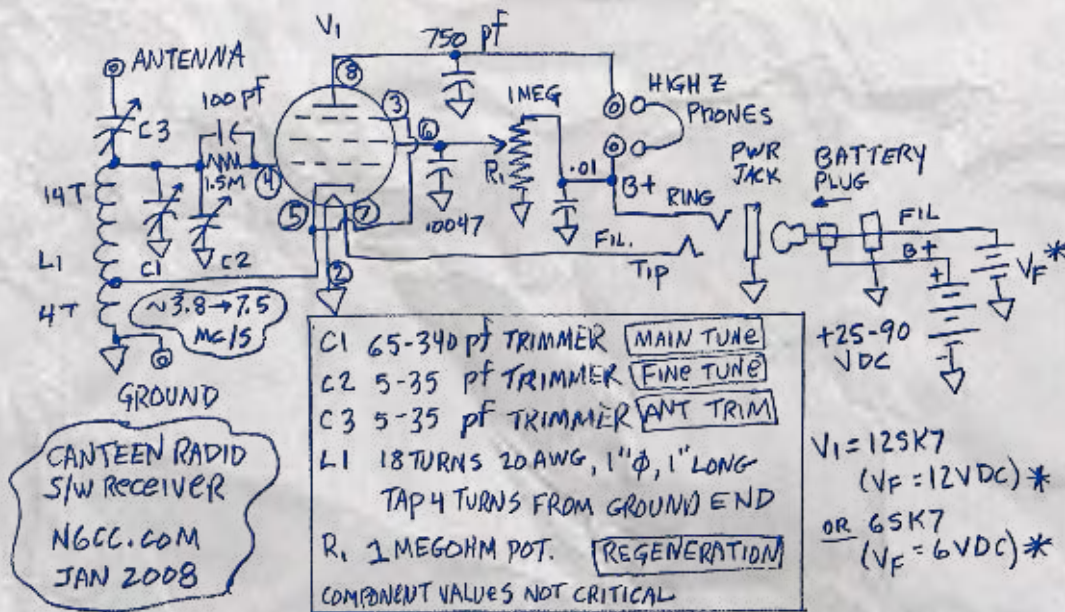 V1
750 pf
ANTENNA
8
3
6
HIGH Z
PHONES
100 pf
C3
1 MEG
1.5M
4
R1
.01
PWR
JACK
BATTERY
PLUG
14T
5
7
.0047
B+
RING
FIL
FIL.
TIP
B+
+
VF*
L1
C1
C2
2
4T
~3.8→7.5
MC/S
+25-90
VDC
-
GROUND
C1 65-340 pf TRIMMER MAIN TUNE
C2 5-35 pf TRIMMER FINE TUNE
C3 5-35 pf TRIMMER ANT TRIM
L1 18 TURNS 20 AWG, 1"φ, 1" LONG
TAP 4 TURNS FROM GROUND END
R1 1 MEGOHM POT. REGENERATION
COMPONENT VALUES NOT CRITICAL
V1 = 12SK7
(VF = 12VDC)*
OR 6SK7
(VF = 6VDC)*
CANTEEN RADIO
S/W RECEIVER
N6CC.COM
JAN 2008